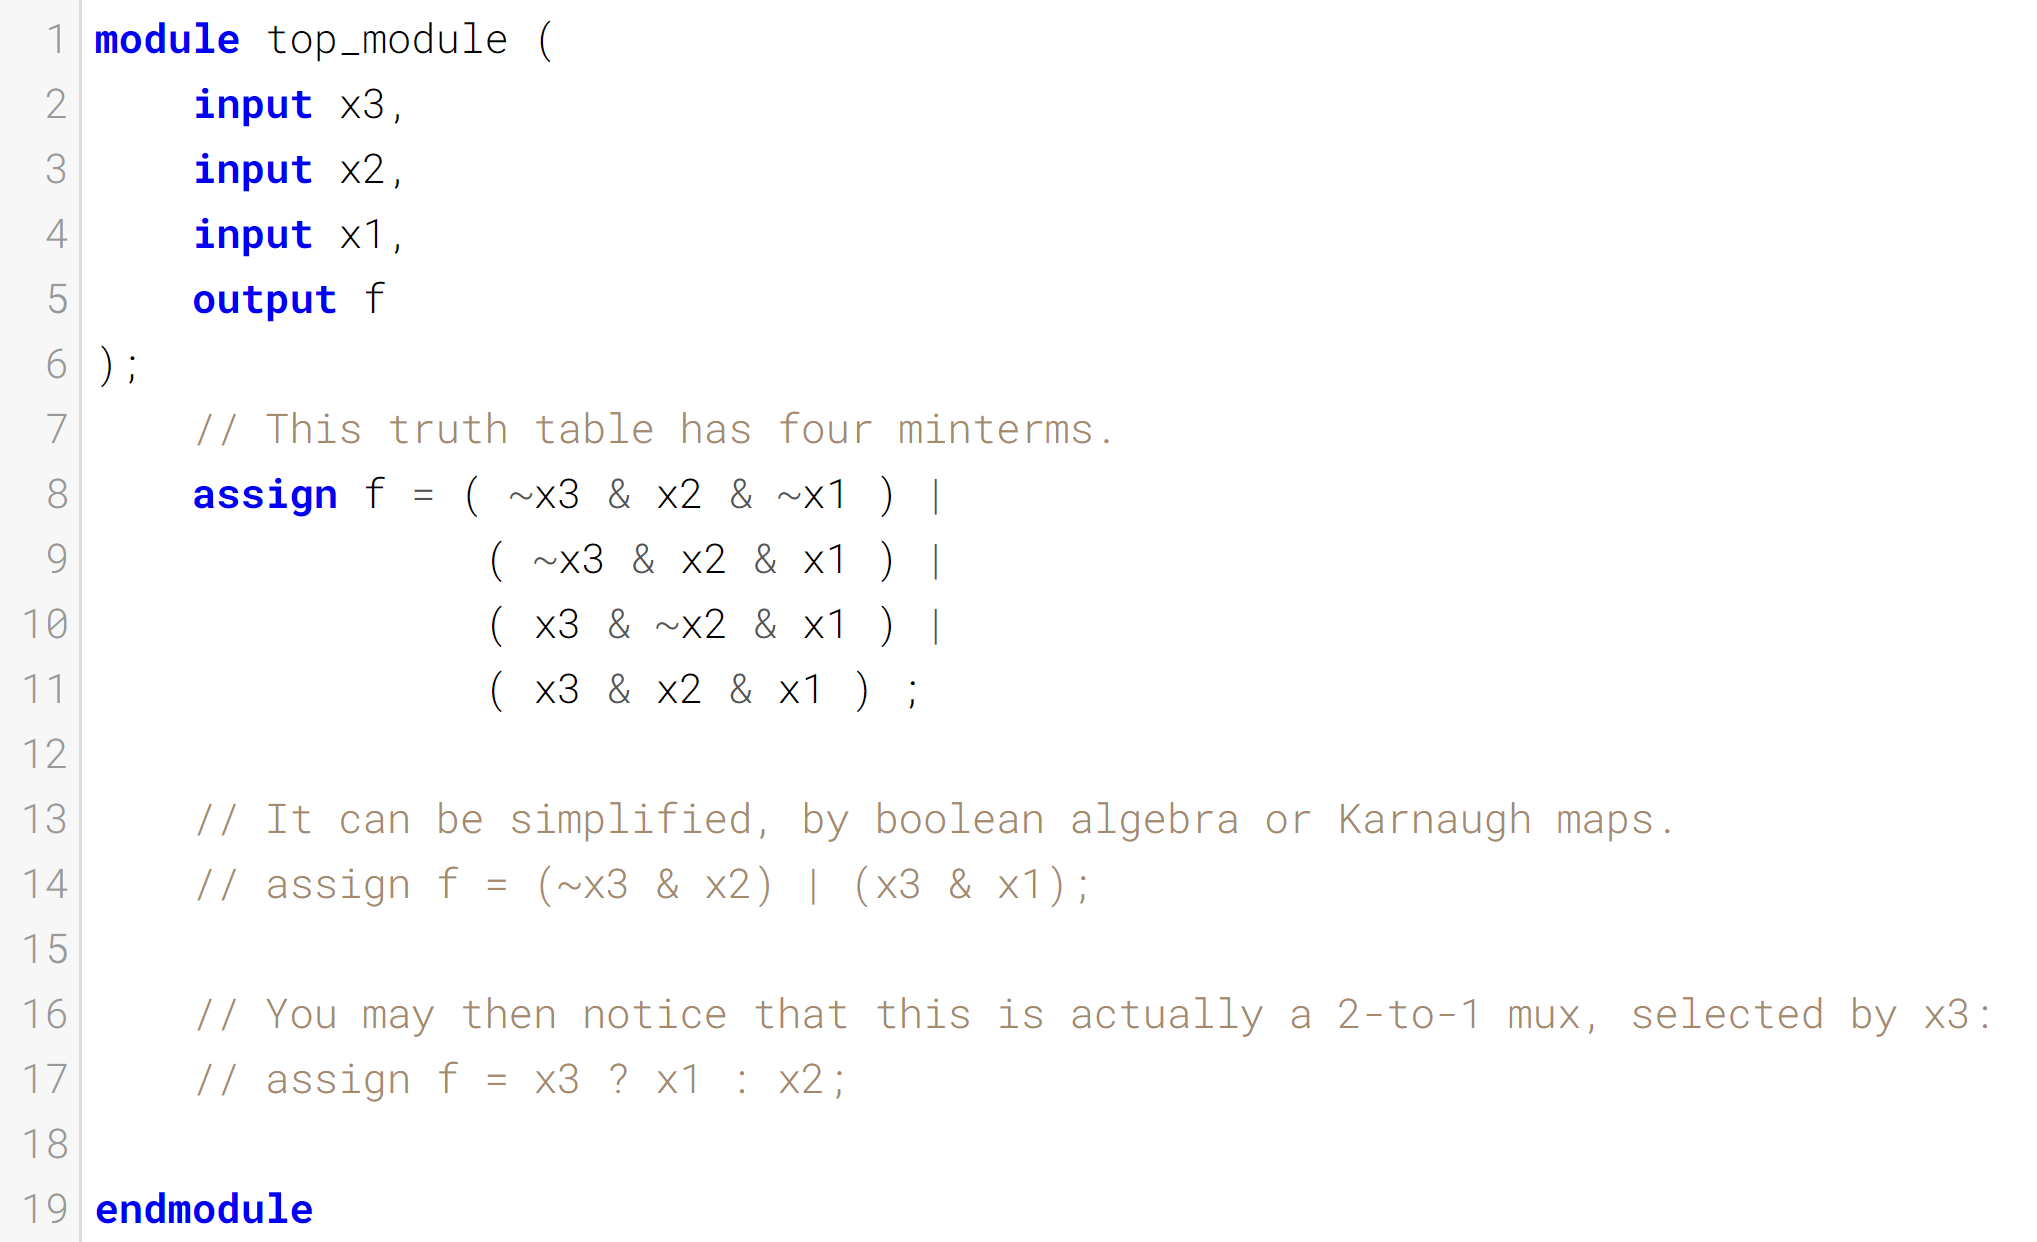 1 module top_module (
2     input x3,
3     input x2,
4     input x1,
5     output f
6 );
7     // This truth table has four minterms.
8     assign f = ( ~x3 & x2 & ~x1 ) |
9                 ( ~x3 & x2 & x1 ) |
10                 ( x3 & ~x2 & x1 ) |
11                 ( x3 & x2 & x1 ) ;
12
13     // It can be simplified, by boolean algebra or Karnaugh maps.
14     // assign f = (~x3 & x2) | (x3 & x1);
15
16     // You may then notice that this is actually a 2-to-1 mux, selected by x3:
17     // assign f = x3 ? x1 : x2;
18
19 endmodule